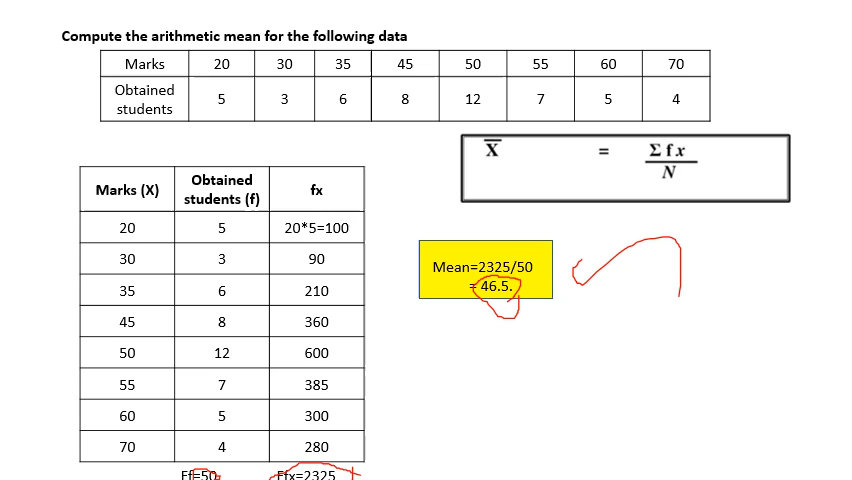 Compute the arithmetic mean for the following data
Marks 20 30 35 45 50 55 60 70
Obtained students 5 3 6 8 12 7 5 4
X̅ = Σ f x / N
Marks (X) Obtained students (f) fx
20 5 20*5=100
30 3 90
35 6 210
45 8 360
50 12 600
55 7 385
60 5 300
70 4 280
Ef=50 Efx=2325
Mean=2325/50
= 46.5.